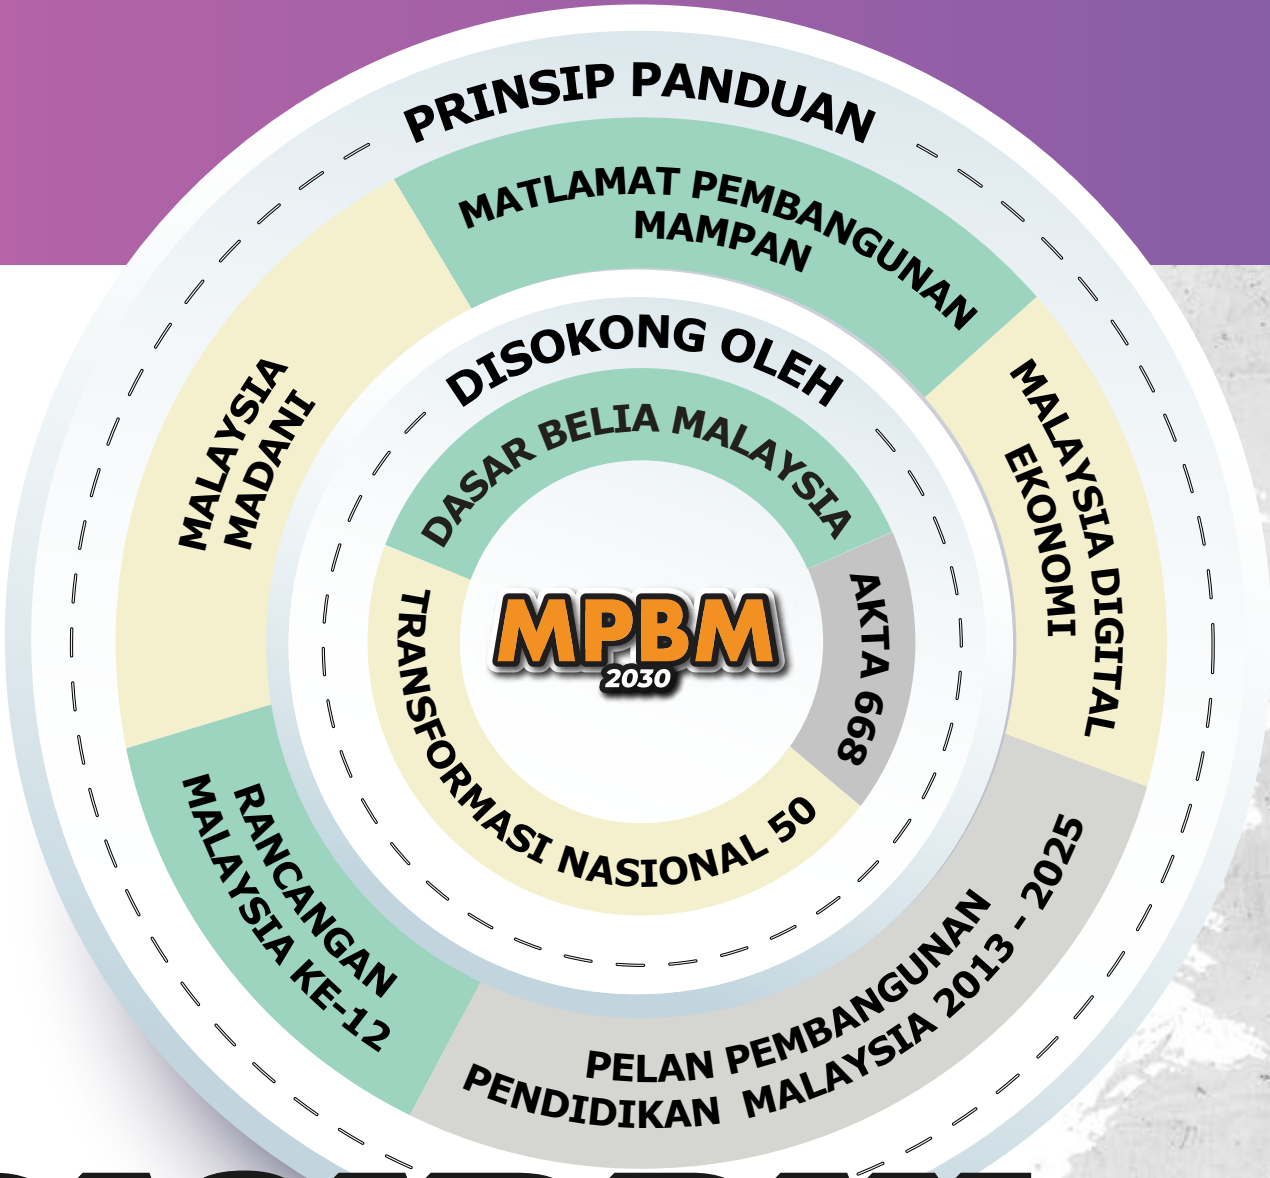 PRINSIP PANDUAN
MATLAMAT PEMBANGUNAN
MAMPAN
MALAYSIA
MADANI
MALAYSIA DIGITAL
EKONOMI
DISOKONG OLEH
DASAR BELIA MALAYSIA
AKTA 668
TRANSFORMASI NASIONAL 50
MPBM
2030
RANCANGAN
MALAYSIA KE-12
PELAN PEMBANGUNAN
PENDIDIKAN MALAYSIA 2013 - 2025